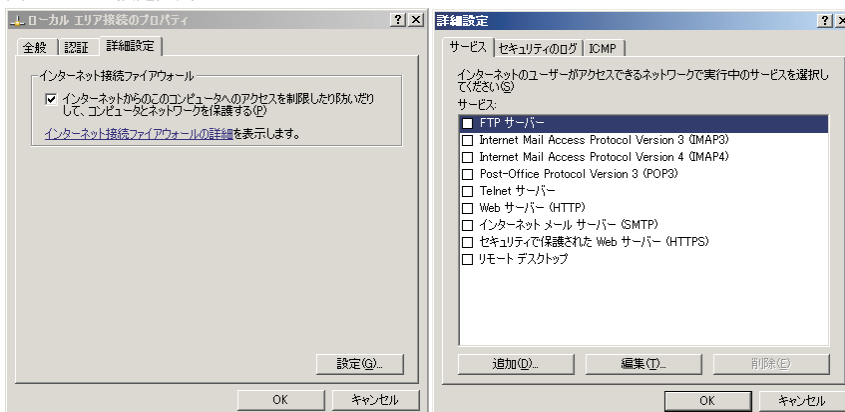 ローカル エリア接続のプロパティ
全般
認証
詳細設定
インターネット接続ファイアウォール
インターネットからのこのコンピュータへのアクセスを制限したり防いだり
して、コンピュータとネットワークを保護する(P)
インターネット接続ファイアウォールの詳細を表示します。
設定(G)...
OK
キャンセル
詳細設定
サービス
セキュリティのログ
ICMP
インターネットのユーザーがアクセスできるネットワークで実行中のサービスを選択し
てください(S)
サービス:
FTP サーバー
Internet Mail Access Protocol Version 3 (IMAP3)
Internet Mail Access Protocol Version 4 (IMAP4)
Post-Office Protocol Version 3 (POP3)
Telnet サーバー
Web サーバー (HTTP)
インターネット メール サーバー (SMTP)
セキュリティで保護された Web サーバー (HTTPS)
リモート デスクトップ
追加(D)...
編集(T)...
削除(E)
OK
キャンセル